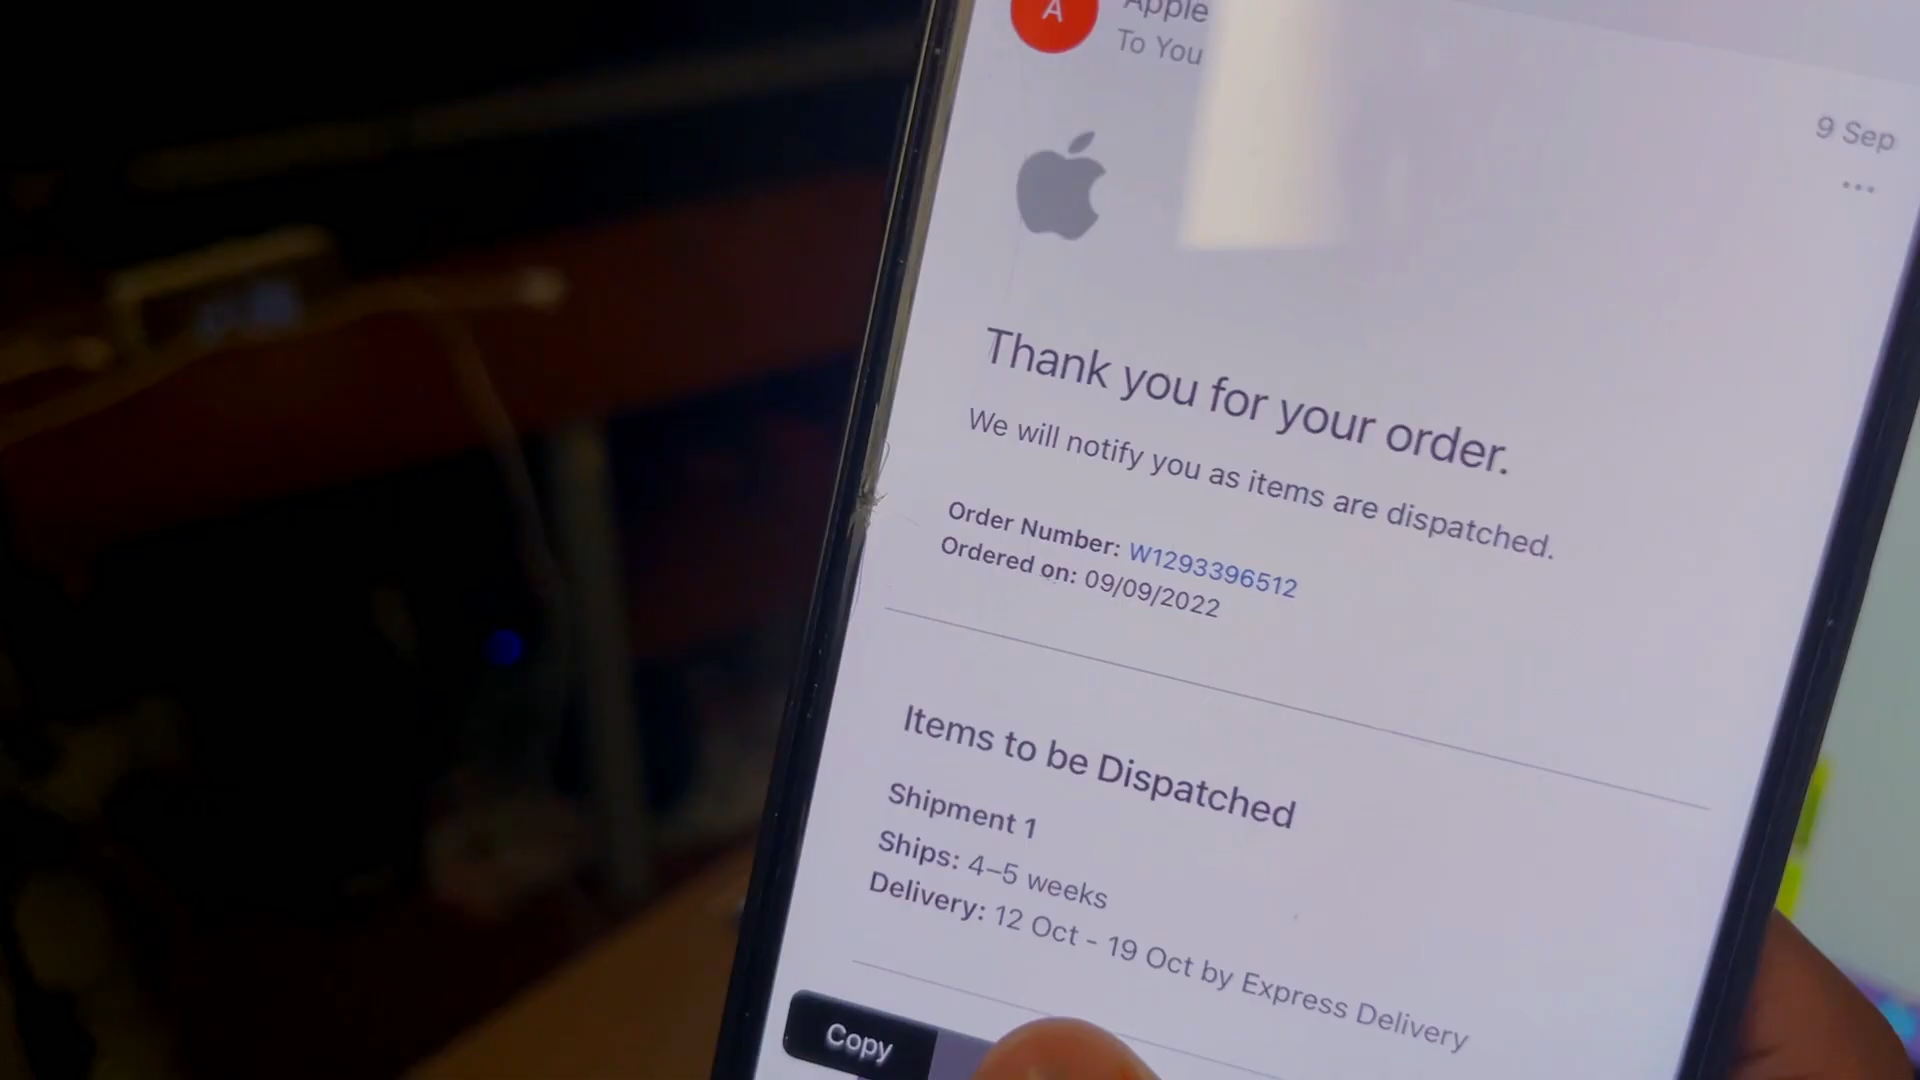 A
Apple
To You
9 Sep
Thank you for your order.
We will notify you as items are dispatched.
Order Number: W1293396512
Ordered on: 09/09/2022
Items to be Dispatched
Shipment 1
Ships: 4–5 weeks
Delivery: 12 Oct - 19 Oct by Express Delivery
Copy